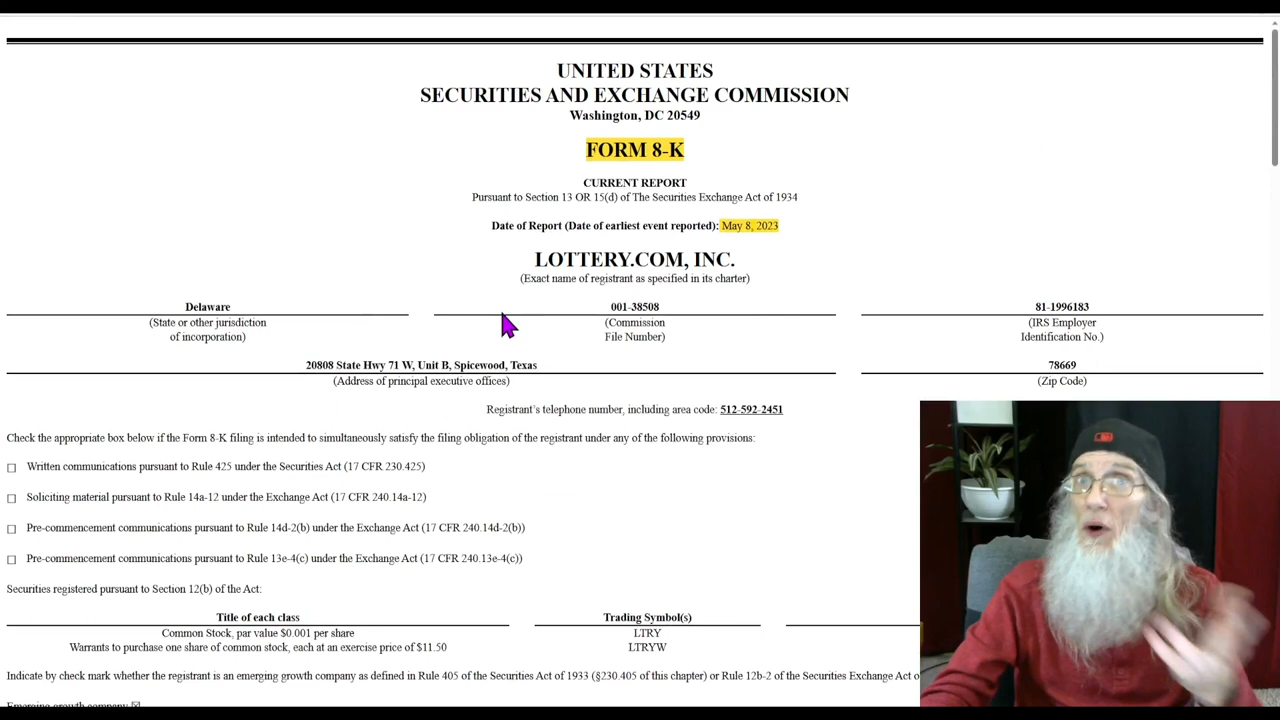 UNITED STATES
SECURITIES AND EXCHANGE COMMISSION
Washington, DC 20549
FORM 8-K
CURRENT REPORT
Pursuant to Section 13 OR 15(d) of The Securities Exchange Act of 1934
Date of Report (Date of earliest event reported): May 8, 2023
LOTTERY.COM, INC.
(Exact name of registrant as specified in its charter)
Delaware 001-38508 81-1996183
(State or other jurisdiction (Commission (IRS Employer
of incorporation) File Number) Identification No.)
20808 State Hwy 71 W, Unit B, Spicewood, Texas 78669
(Address of principal executive offices) (Zip Code)
Registrant's telephone number, including area code: 512-592-2451
Check the appropriate box below if the Form 8-K filing is intended to simultaneously satisfy the filing obligation of the registrant under any of the following provisions:
☐ Written communications pursuant to Rule 425 under the Securities Act (17 CFR 230.425)
☐ Soliciting material pursuant to Rule 14a-12 under the Exchange Act (17 CFR 240.14a-12)
☐ Pre-commencement communications pursuant to Rule 14d-2(b) under the Exchange Act (17 CFR 240.14d-2(b))
☐ Pre-commencement communications pursuant to Rule 13e-4(c) under the Exchange Act (17 CFR 240.13e-4(c))
Securities registered pursuant to Section 12(b) of the Act:
Title of each class Trading Symbol(s)
Common Stock, par value $0.001 per share LTRY
Warrants to purchase one share of common stock, each at an exercise price of $11.50 LTRYW
Indicate by check mark whether the registrant is an emerging growth company as defined in Rule 405 of the Securities Act of 1933 (§230.405 of this chapter) or Rule 12b-2 of the Securities Exchange Act o
Emerging growth company ☒